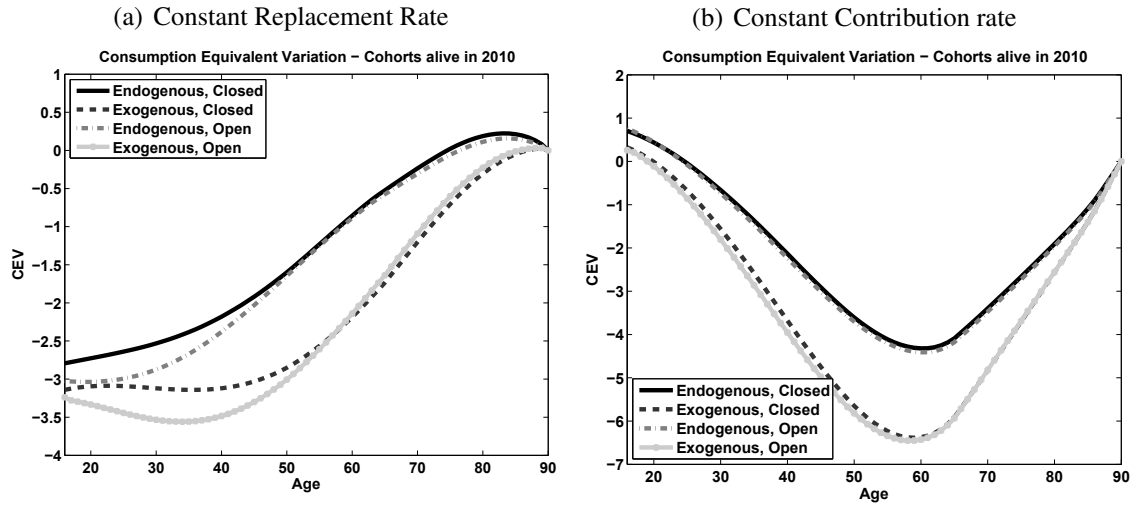 (a) Constant Replacement Rate
Consumption Equivalent Variation – Cohorts alive in 2010
1
0.5
0
−0.5
−1
−1.5
−2
−2.5
−3
−3.5
−4
CEV
Endogenous, Closed
Exogenous, Closed
Endogenous, Open
Exogenous, Open
20 30 40 50 60 70 80 90
Age
(b) Constant Contribution rate
Consumption Equivalent Variation – Cohorts alive in 2010
2
1
0
−1
−2
−3
−4
−5
−6
−7
CEV
Endogenous, Closed
Exogenous, Closed
Endogenous, Open
Exogenous, Open
20 30 40 50 60 70 80 90
Age